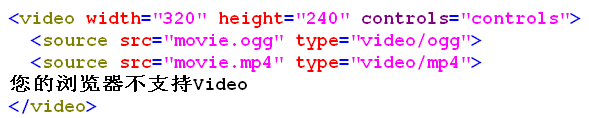 <video width="320" height="240" controls="controls">
<source src="movie.ogg" type="video/ogg">
<source src="movie.mp4" type="video/mp4">
您的浏览器不支持Video
</video>